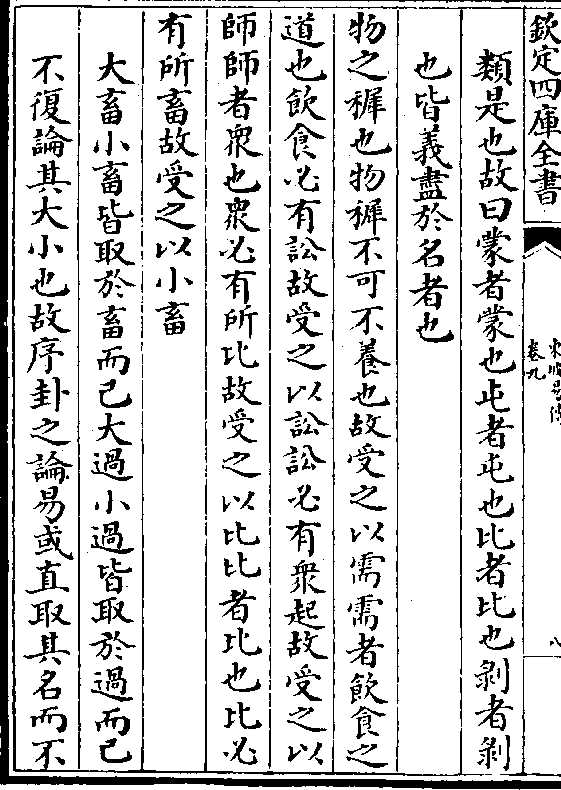 欽定四庫全書
東坡易傳
卷九
八
類是也故曰蒙者蒙也屯者屯也比者比也剝者剝
也皆義盡於名者也
物之穉也物穉不可不養也故受之以需需者飲食之
道也飲食必有訟故受之以訟訟必有衆起故受之以
師師者衆也衆必有所比故受之以比比者比也比必
有所畜故受之以小畜
大畜小畜皆取於畜而已大過小過皆取於過而已
不復論其大小也故序卦之論易或直取其名而不